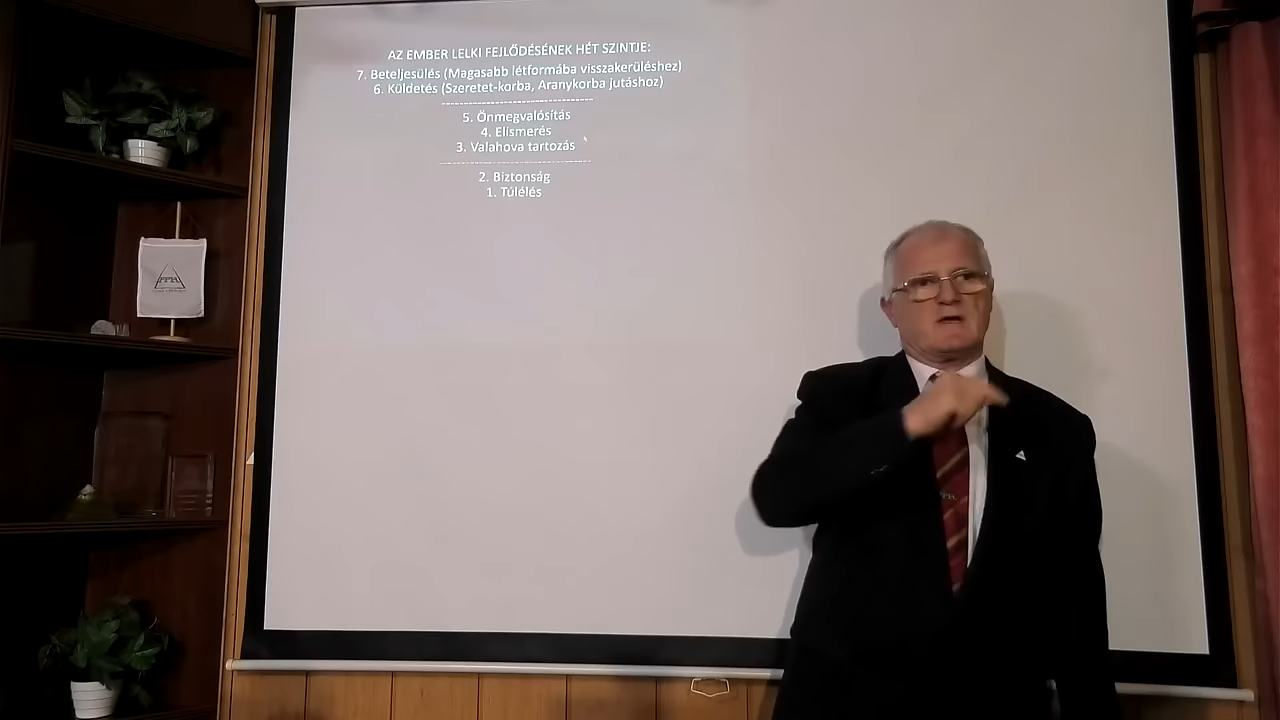 AZ EMBER LELKI FEJLŐDÉSÉNEK HÉT SZINTJE:
7. Beteljesülés (Magasabb létformába visszakerüléshez)
6. Küldetés (Szeretet-korba, Aranykorba jutáshoz)
5. Önmegvalósítás
4. Elismerés
3. Valahova tartozás
2. Biztonság
1. Túlélés